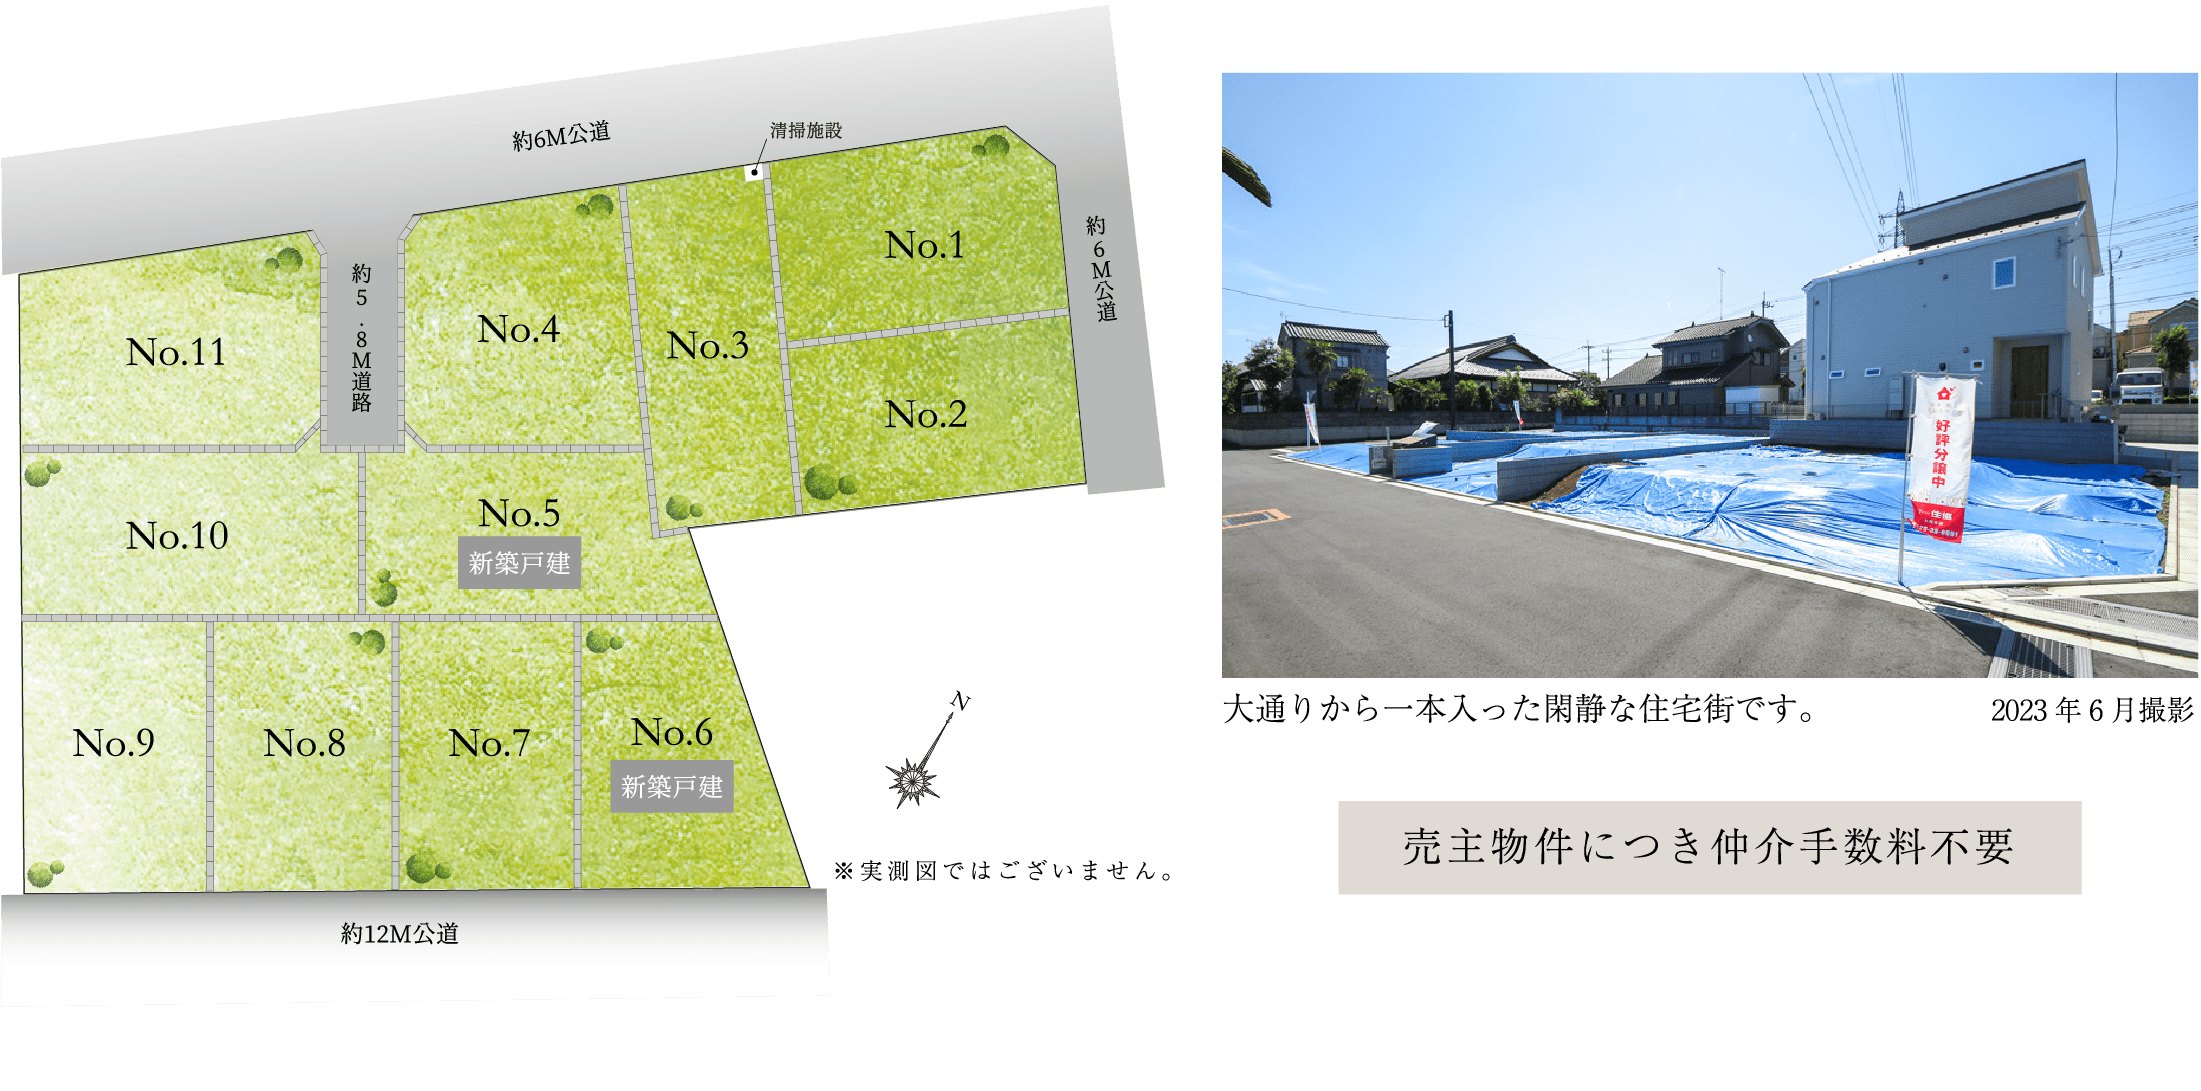 約6M公道
清掃施設
約6M公道
約5.8M道路
No.1
No.2
No.3
No.4
No.11
No.10
No.5
新築戸建
No.9
No.8
No.7
No.6
新築戸建
N
※実測図ではございません。
約12M公道
好評分譲中
住協
大通りから一本入った閑静な住宅街です。
2023年6月撮影
売主物件につき仲介手数料不要